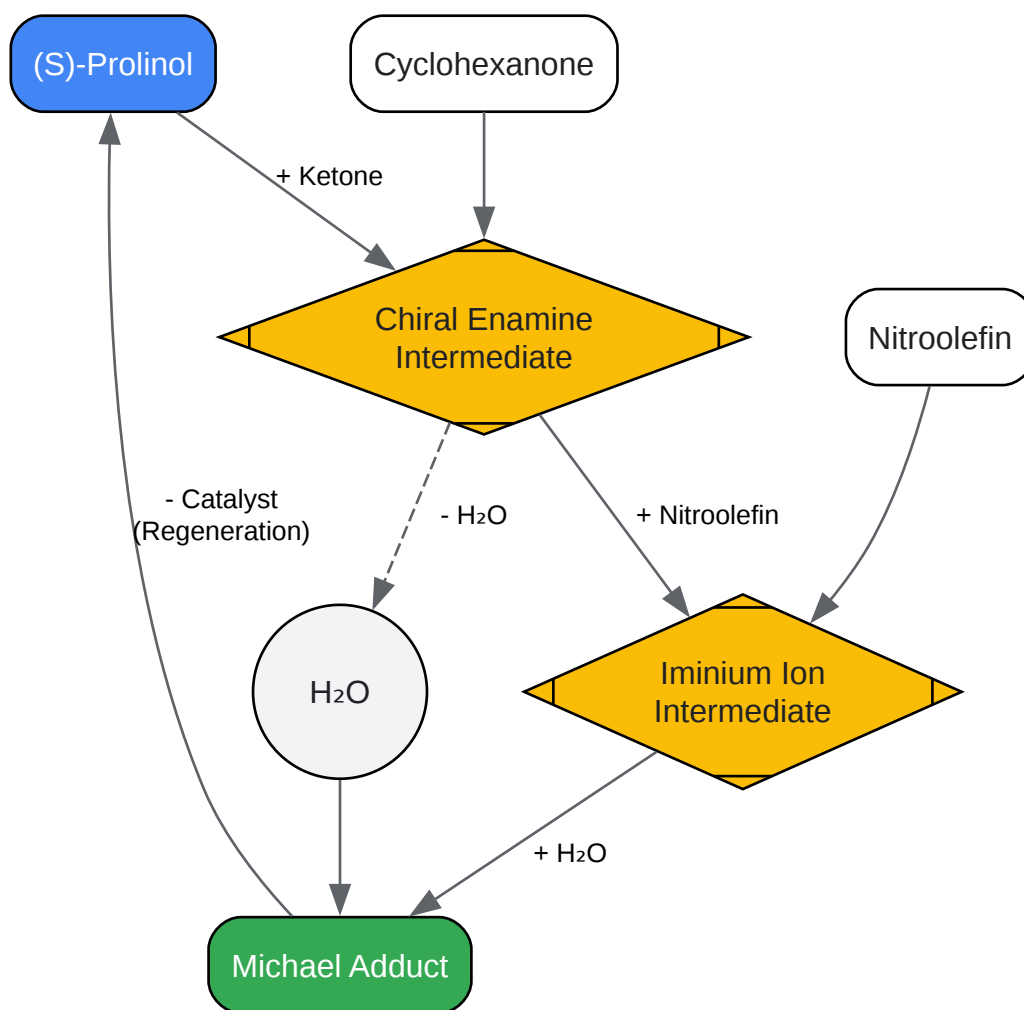 (S)-Prolinol
Cyclohexanone
+ Ketone
Chiral Enamine
Intermediate
Nitroolefin
- Catalyst
(Regeneration)
- H₂O
+ Nitroolefin
H₂O
Iminium Ion
Intermediate
+ H₂O
Michael Adduct